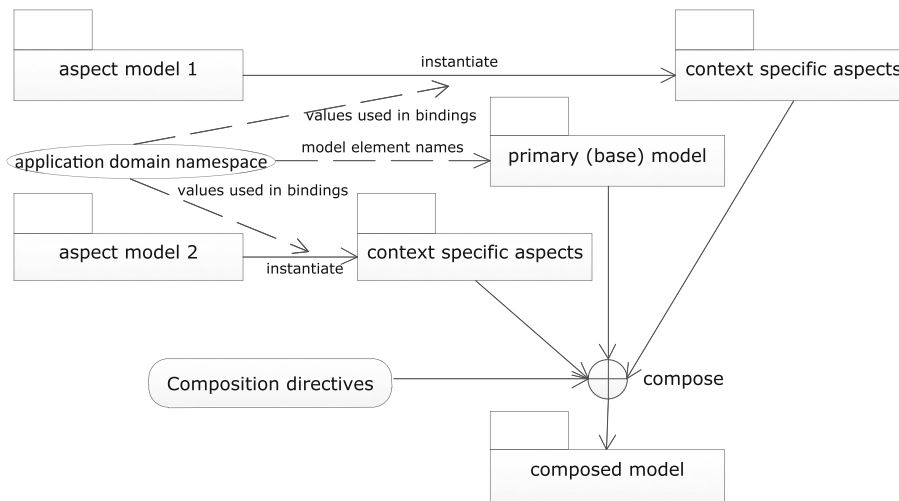 aspect model 1
instantiate
context specific aspects
values used in bindings
application domain namespace
model element names
primary (base) model
values used in bindings
aspect model 2
instantiate
context specific aspects
Composition directives
compose
composed model